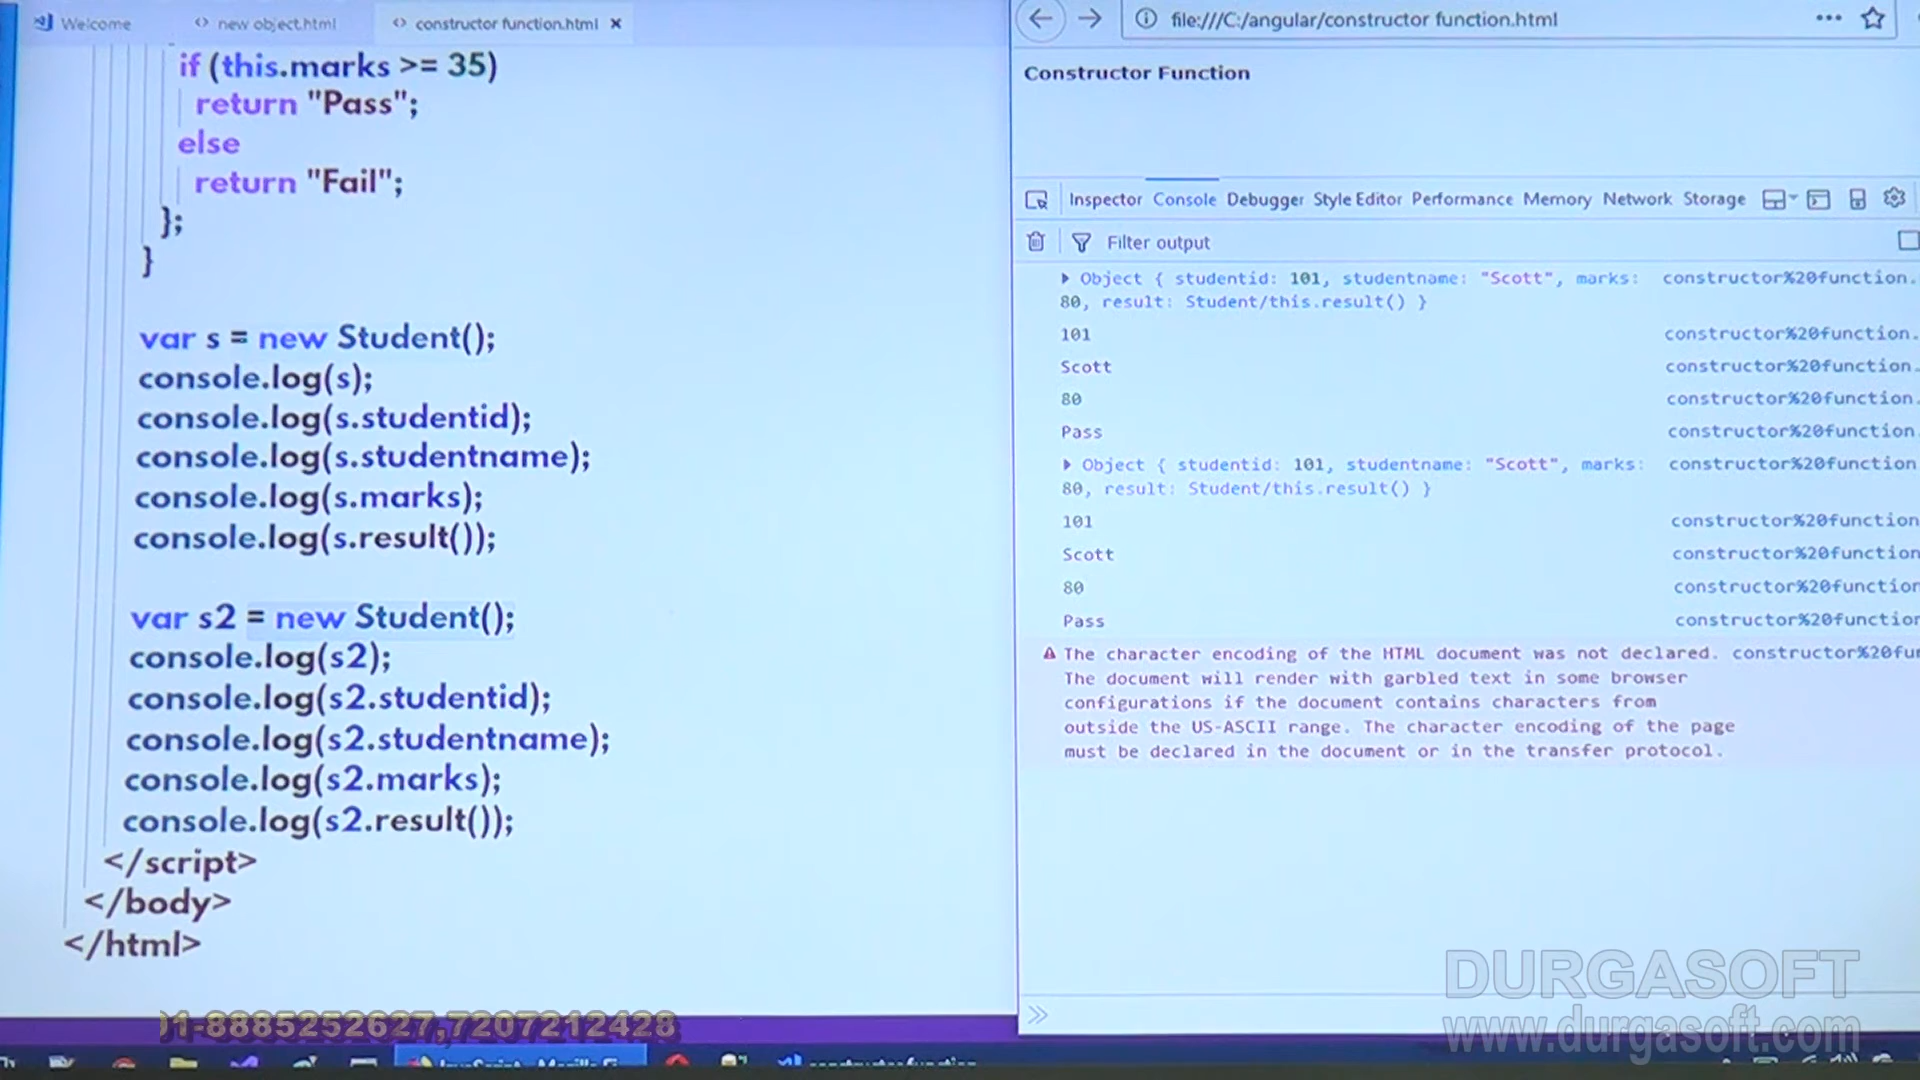 Welcome
new object.html
constructor function.html
if (this.marks >= 35)
return "Pass";
else
return "Fail";
};
}
var s = new Student();
console.log(s);
console.log(s.studentid);
console.log(s.studentname);
console.log(s.marks);
console.log(s.result());
var s2 = new Student();
console.log(s2);
console.log(s2.studentid);
console.log(s2.studentname);
console.log(s2.marks);
console.log(s2.result());
</script>
</body>
</html>
file:///C:/angular/constructor function.html
Constructor Function
Inspector Console Debugger Style Editor Performance Memory Network Storage
Filter output
Object { studentid: 101, studentname: "Scott", marks: constructor%20function.
80, result: Student/this.result() }
101 constructor%20function.
Scott constructor%20function.
80 constructor%20function.
Pass constructor%20function.
Object { studentid: 101, studentname: "Scott", marks: constructor%20function
80, result: Student/this.result() }
101 constructor%20function
Scott constructor%20function
80 constructor%20function
Pass constructor%20function
The character encoding of the HTML document was not declared. constructor%20fu
The document will render with garbled text in some browser
configurations if the document contains characters from
outside the US-ASCII range. The character encoding of the page
must be declared in the document or in the transfer protocol.
DURGASOFT
www.durgasoft.com
91-8885252627,7207212428